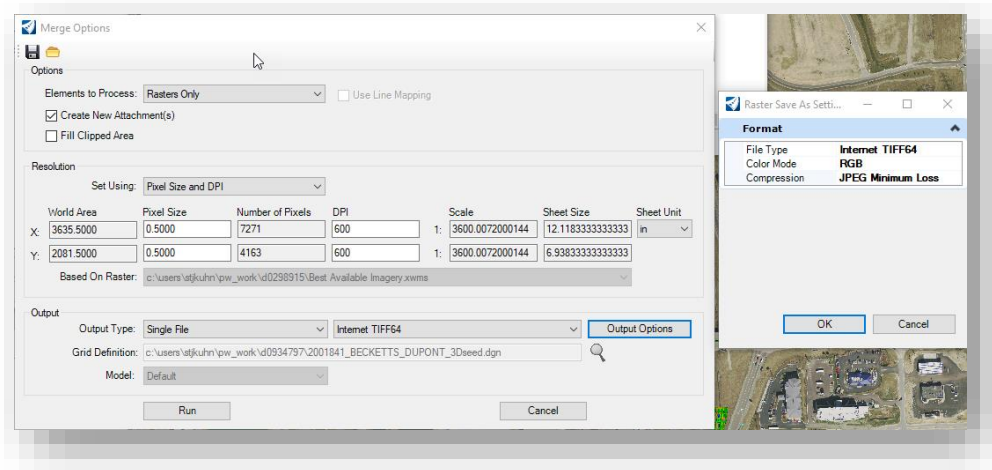 Merge Options
Options
Elements to Process: Rasters Only Use Line Mapping
Create New Attachment(s)
Fill Clipped Area
Resolution
Set Using: Pixel Size and DPI
World Area Pixel Size Number of Pixels DPI Scale Sheet Size Sheet Unit
X: 3635.5000 0.5000 7271 600 1: 3600.0072000144 12.1183333333333 in
Y: 2081.5000 0.5000 4163 600 1: 3600.0072000144 6.93833333333333
Based On Raster: c:\users\stjkuhn\pw_work\d0298915\Best Available Imagery.xwms
Output
Output Type: Single File Internet TIFF64 Output Options
Grid Definition: c:\users\stjkuhn\pw_work\d0934797\2001841_BECKETTS_DUPONT_3Dseed.dgn
Model: Default
Run Cancel
Raster Save As Setti...
Format
File Type Internet TIFF64
Color Mode RGB
Compression JPEG Minimum Loss
OK Cancel